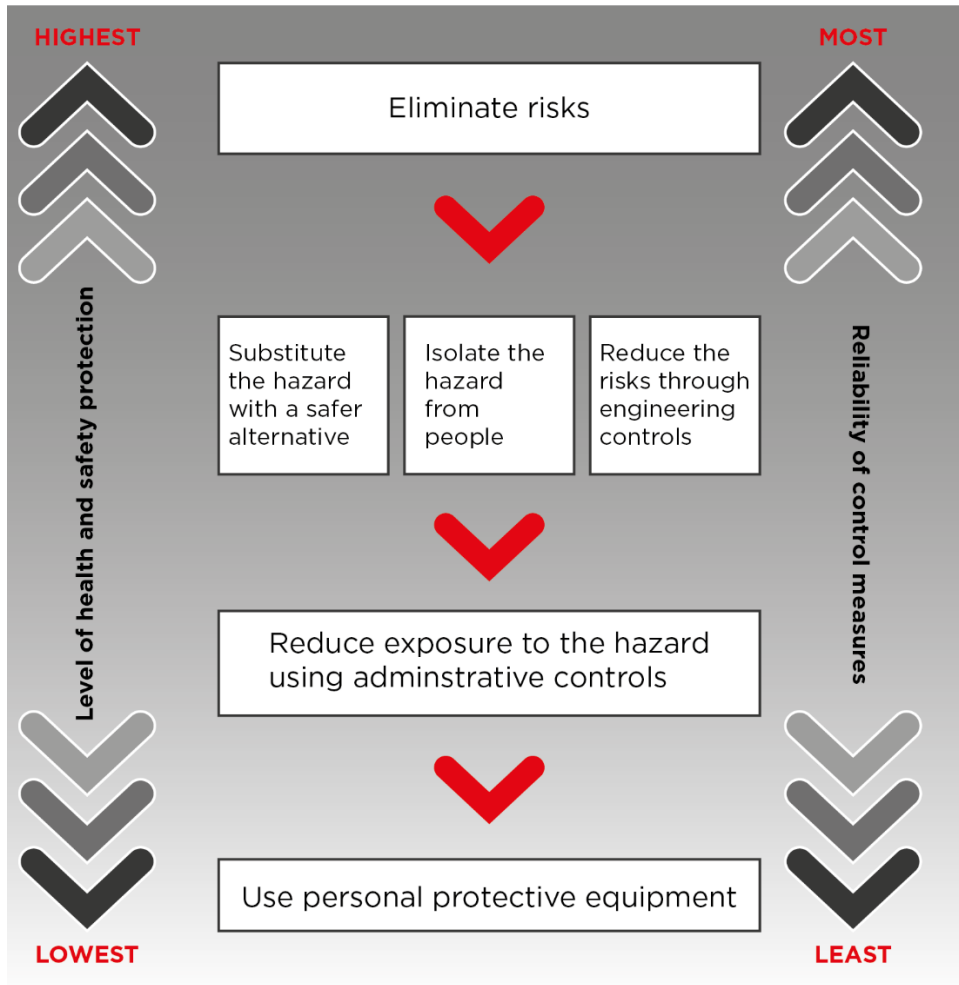 HIGHEST
MOST
Eliminate risks
Substitute
the hazard
with a safer
alternative
Isolate the
hazard
from
people
Reduce the
risks through
engineering
controls
Level of health and safety protection
Reliability of control measures
Reduce exposure to the hazard
using adminstrative controls
Use personal protective equipment
LOWEST
LEAST